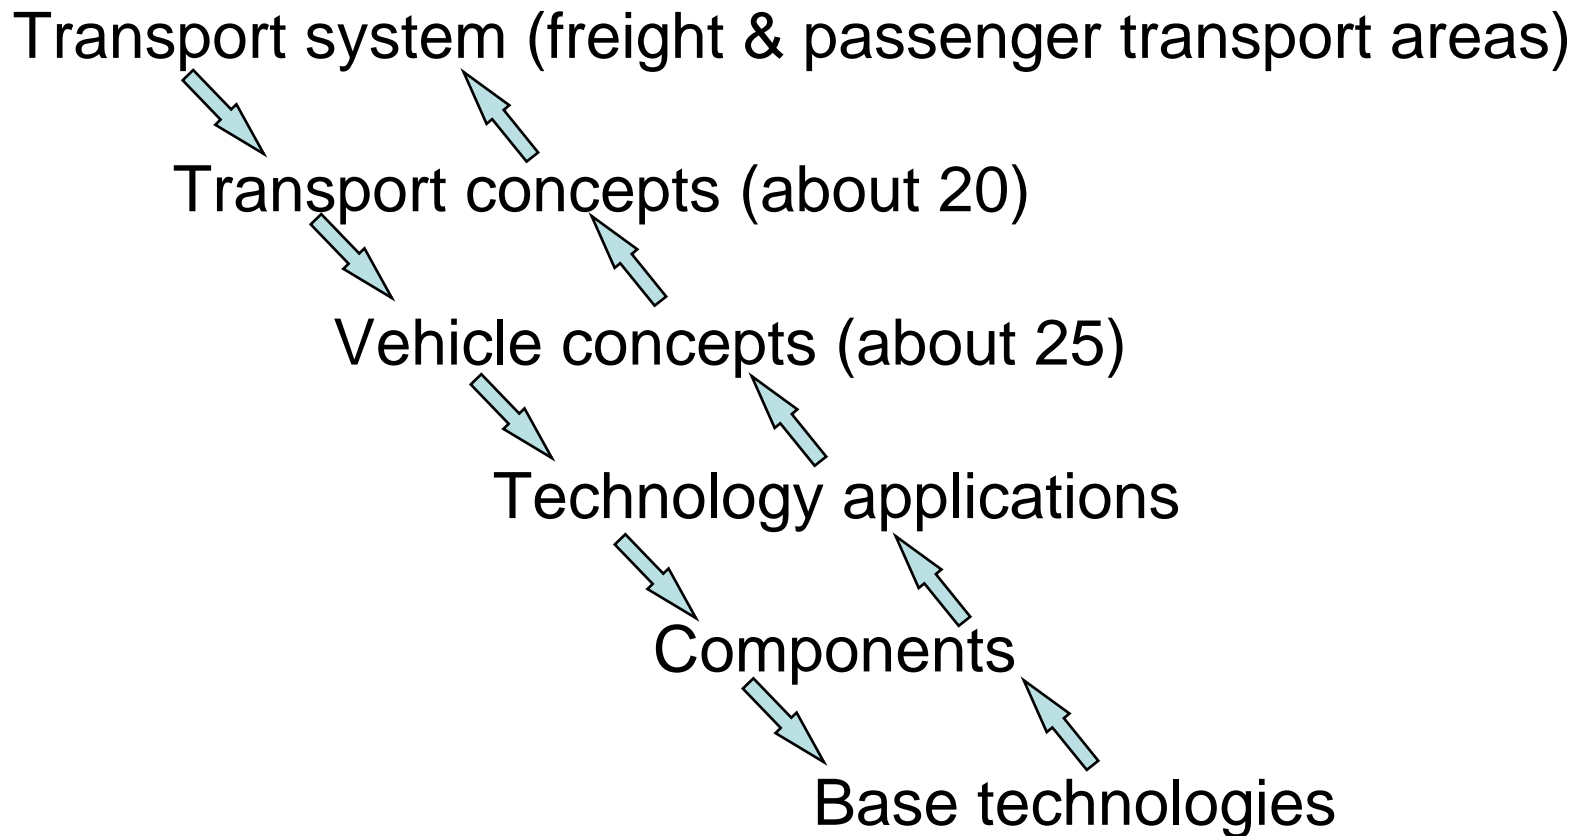 Transport system (freight & passenger transport areas)
Transport concepts (about 20)
Vehicle concepts (about 25)
Technology applications
Components
Base technologies